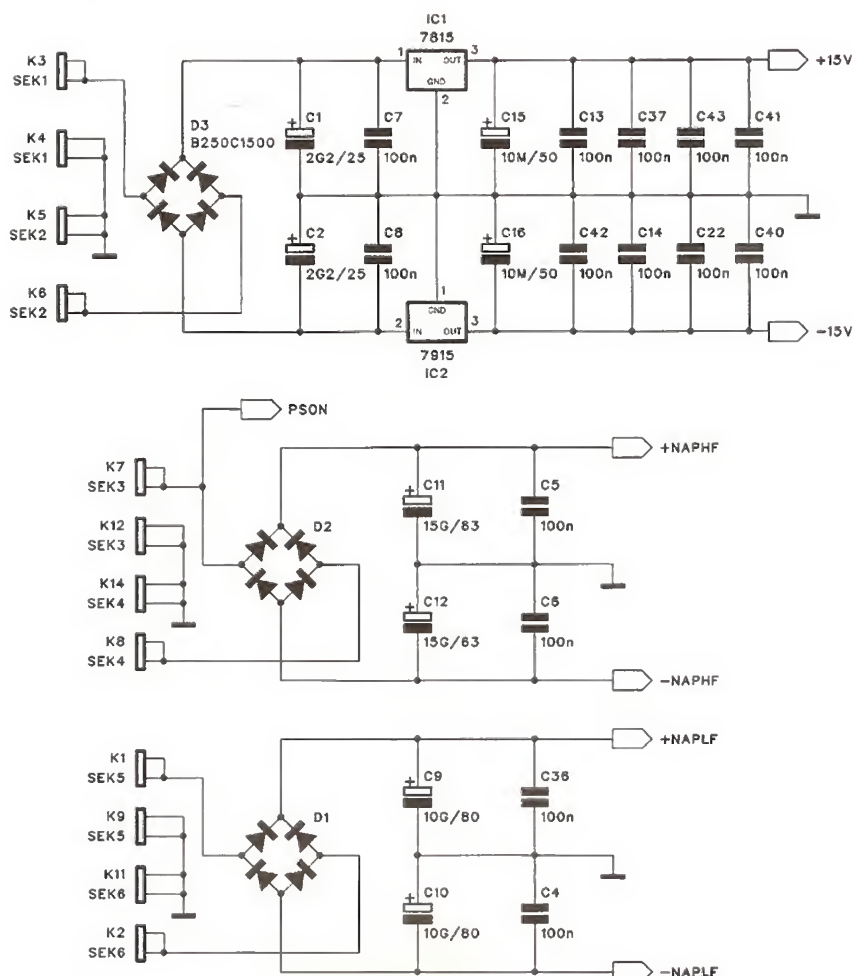 IC1
7815
K3
SEK1
1
IN
OUT
3
+15V
GND
2
D3
B250C1500
+
C1
2G2/25
C7
100n
+
C15
10M/50
C13
100n
C37
100n
C43
100n
C41
100n
K4
SEK1
K5
SEK2
+
C2
2G2/25
C8
100n
+
C16
10M/50
C42
100n
C14
100n
C22
100n
C40
100n
K6
SEK2
1
GND
2
IN
OUT
3
-15V
7915
IC2
PSON
+NAPHF
K7
SEK3
+
C11
15G/63
C5
100n
K12
SEK3
D2
K14
SEK4
+
C12
15G/63
C6
100n
K8
SEK4
-NAPHF
+NAPLF
K1
SEK5
+
C9
10G/80
C36
100n
K9
SEK5
D1
K11
SEK6
+
C10
10G/80
C4
100n
K2
SEK6
-NAPLF